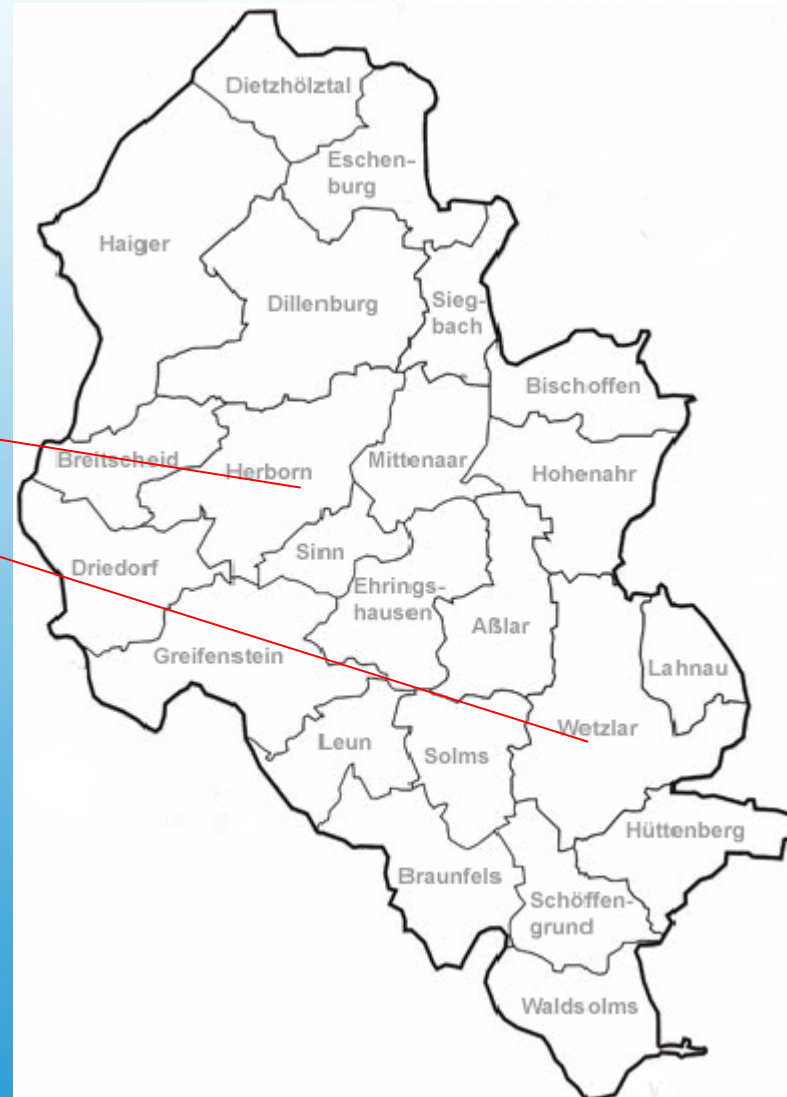 Dietzhölztal
Eschen-
burg
Haiger
Dillenburg
Sieg-
bach
Bischoffen
Breitscheid
Herborn
Mittenaar
Hohenahr
Driedorf
Sinn
Ehrings-
hausen
Aßlar
Greifenstein
Lahnau
Leun
Solms
Wetzlar
Hüttenberg
Braunfels
Schöffen-
grund
Waldsolms